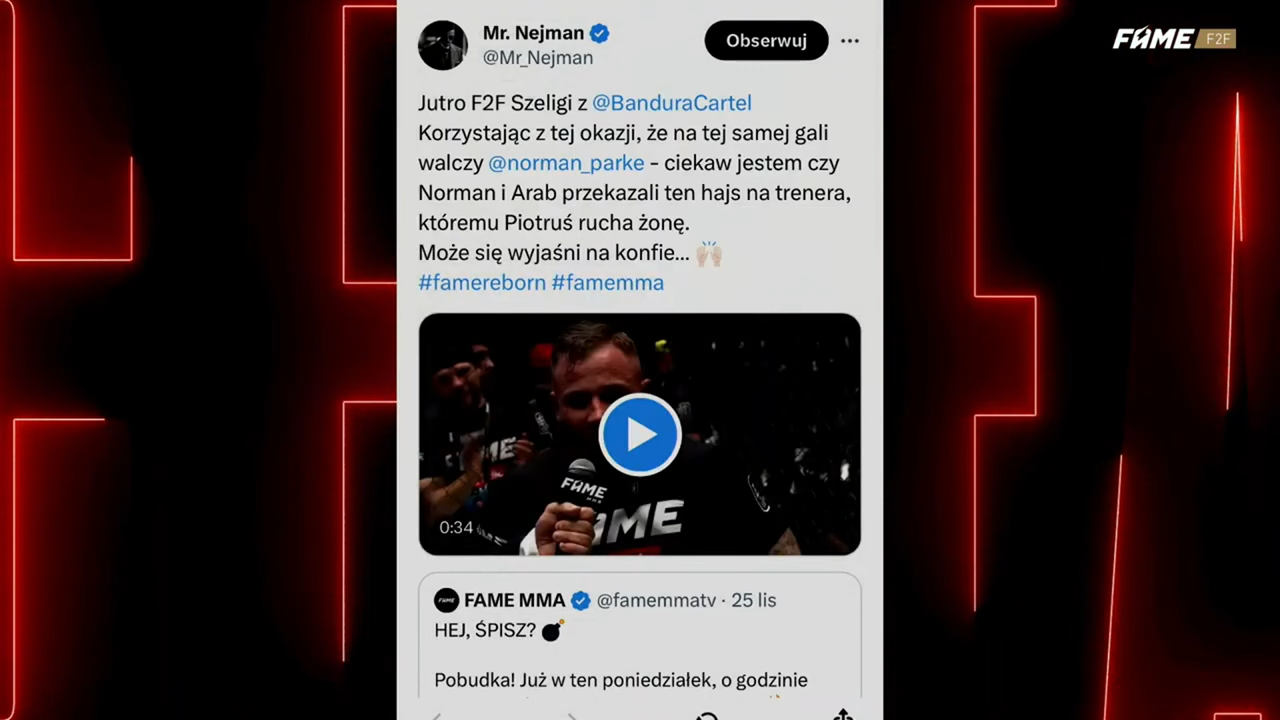 Mr. Nejman
@Mr_Nejman
Obserwuj
FAME F2F
Jutro F2F Szeligi z @BanduraCartel
Korzystając z tej okazji, że na tej samej gali
walczy @norman_parke - ciekaw jestem czy
Norman i Arab przekazali ten hajs na trenera,
któremu Piotruś rucha żonę.
Może się wyjaśni na konfie... 🙌🏻
#famereborn #famemma
FAME
FAME
0:34
FAME MMA @famemmatv · 25 lis
HEJ, ŚPISZ? 💣
Pobudka! Już w ten poniedziałek, o godzinie